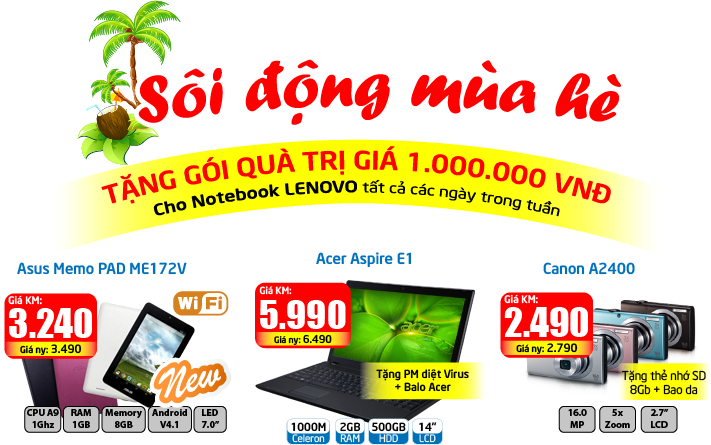 Sôi động mùa hè
TẶNG GÓI QUÀ TRỊ GIÁ 1.000.000 VNĐ
Cho Notebook LENOVO tất cả các ngày trong tuần
Asus Memo PAD ME172V
Giá KM:
3.240
Giá ny: 3.490
Wi Fi
New
CPU A9
1Ghz
RAM
1GB
Memory
8GB
Android
V4.1
LED
7.0”
Acer Aspire E1
Giá KM:
5.990
Giá ny: 6.490
acer
Tặng PM diệt Virus
+ Balo Acer
1000M
Celeron
2GB
RAM
500GB
HDD
14”
LCD
Canon A2400
Giá KM:
2.490
Giá ny: 2.790
Tặng thẻ nhớ SD
8Gb + Bao da
16.0
MP
5x
Zoom
2.7”
LCD